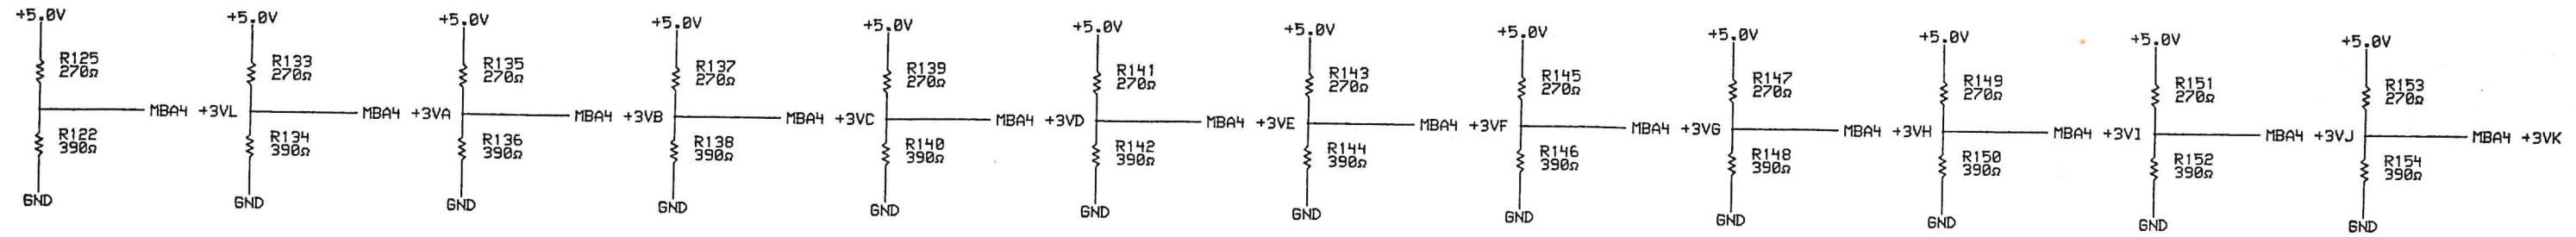 +5.0V
R125
270Ω
MBA4 +3VL
R122
390Ω
GND
+5.0V
R133
270Ω
MBA4 +3VA
R134
390Ω
GND
+5.0V
R135
270Ω
MBA4 +3VB
R136
390Ω
GND
+5.0V
R137
270Ω
MBA4 +3VC
R138
390Ω
GND
+5.0V
R139
270Ω
MBA4 +3VD
R140
390Ω
GND
+5.0V
R141
270Ω
MBA4 +3VE
R142
390Ω
GND
+5.0V
R143
270Ω
MBA4 +3VF
R144
390Ω
GND
+5.0V
R145
270Ω
MBA4 +3VG
R146
390Ω
GND
+5.0V
R147
270Ω
MBA4 +3VH
R148
390Ω
GND
+5.0V
R149
270Ω
MBA4 +3VI
R150
390Ω
GND
+5.0V
R151
270Ω
MBA4 +3VJ
R152
390Ω
GND
+5.0V
R153
270Ω
MBA4 +3VK
R154
390Ω
GND